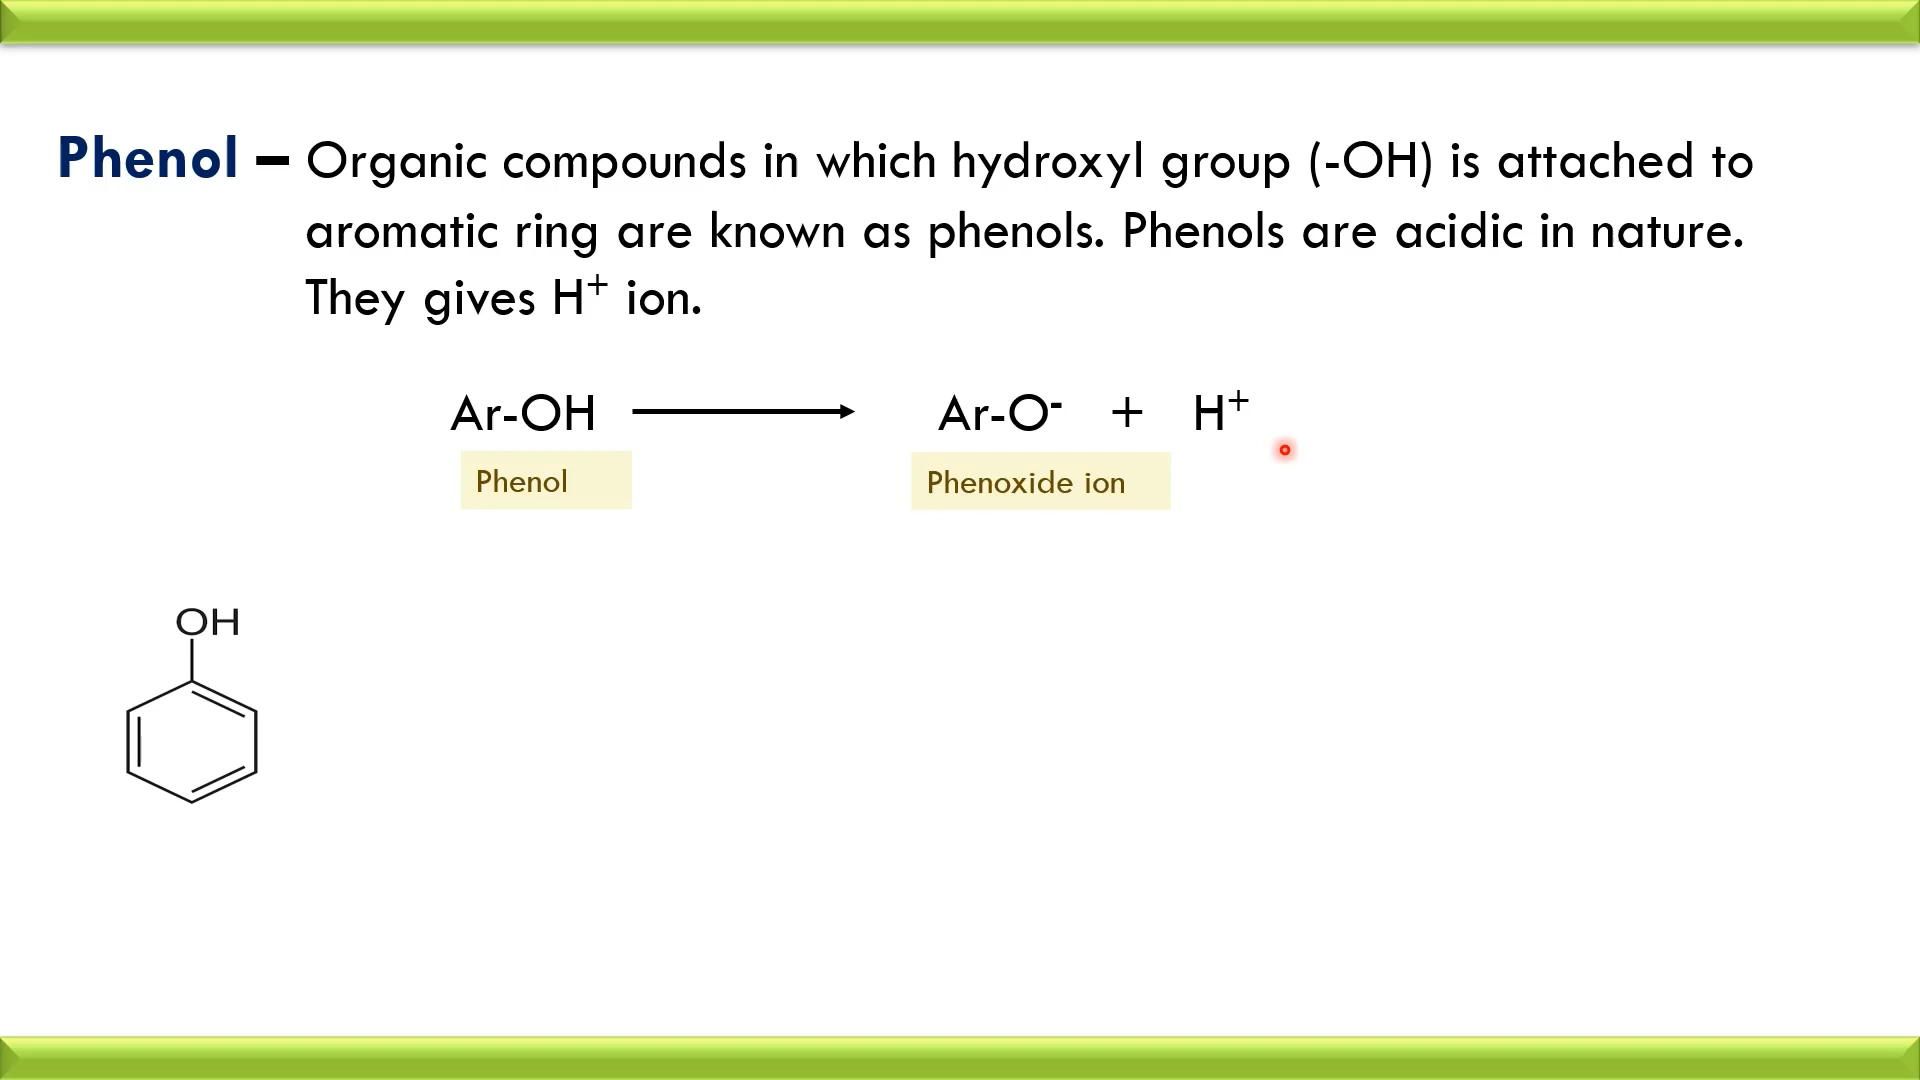 Phenol – Organic compounds in which hydroxyl group (-OH) is attached to
aromatic ring are known as phenols. Phenols are acidic in nature.
They gives H⁺ ion.
Ar-OH ⟶ Ar-O⁻ + H⁺
Phenol Phenoxide ion
OH